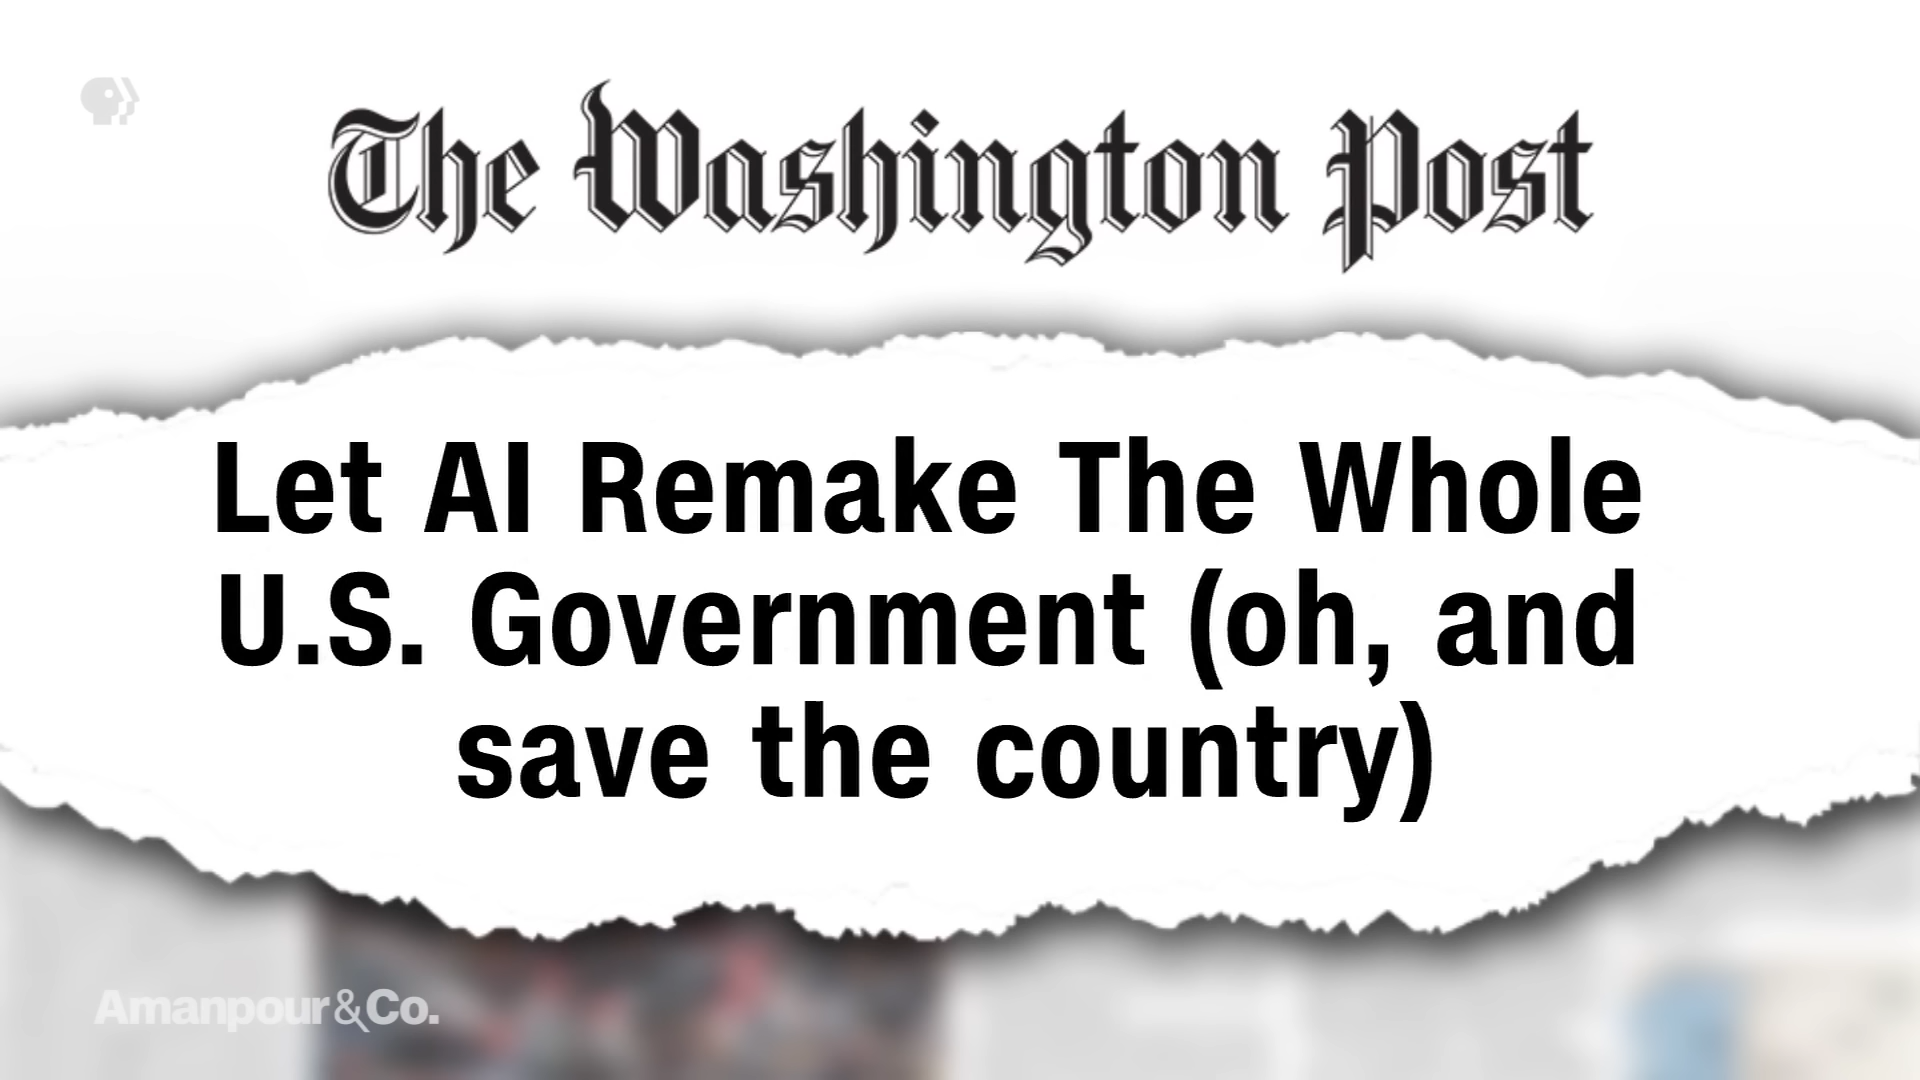 The Washington Post
Let AI Remake The Whole
U.S. Government (oh, and
save the country)
Amanpour&Co.